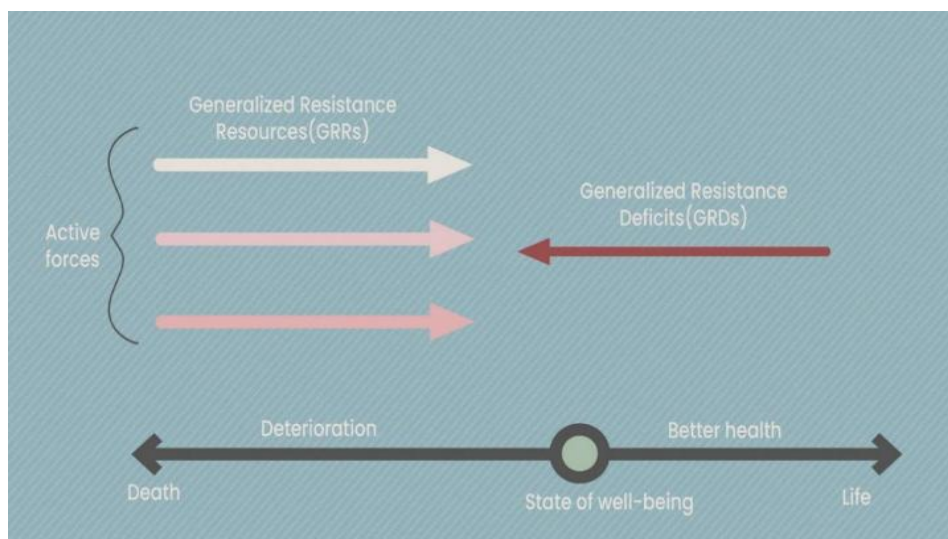 Generalized Resistance
Resources(GRRs)
Generalized Resistance
Deficits(GRDs)
Active
forces
Deterioration
Better health
Death
State of well-being
Life